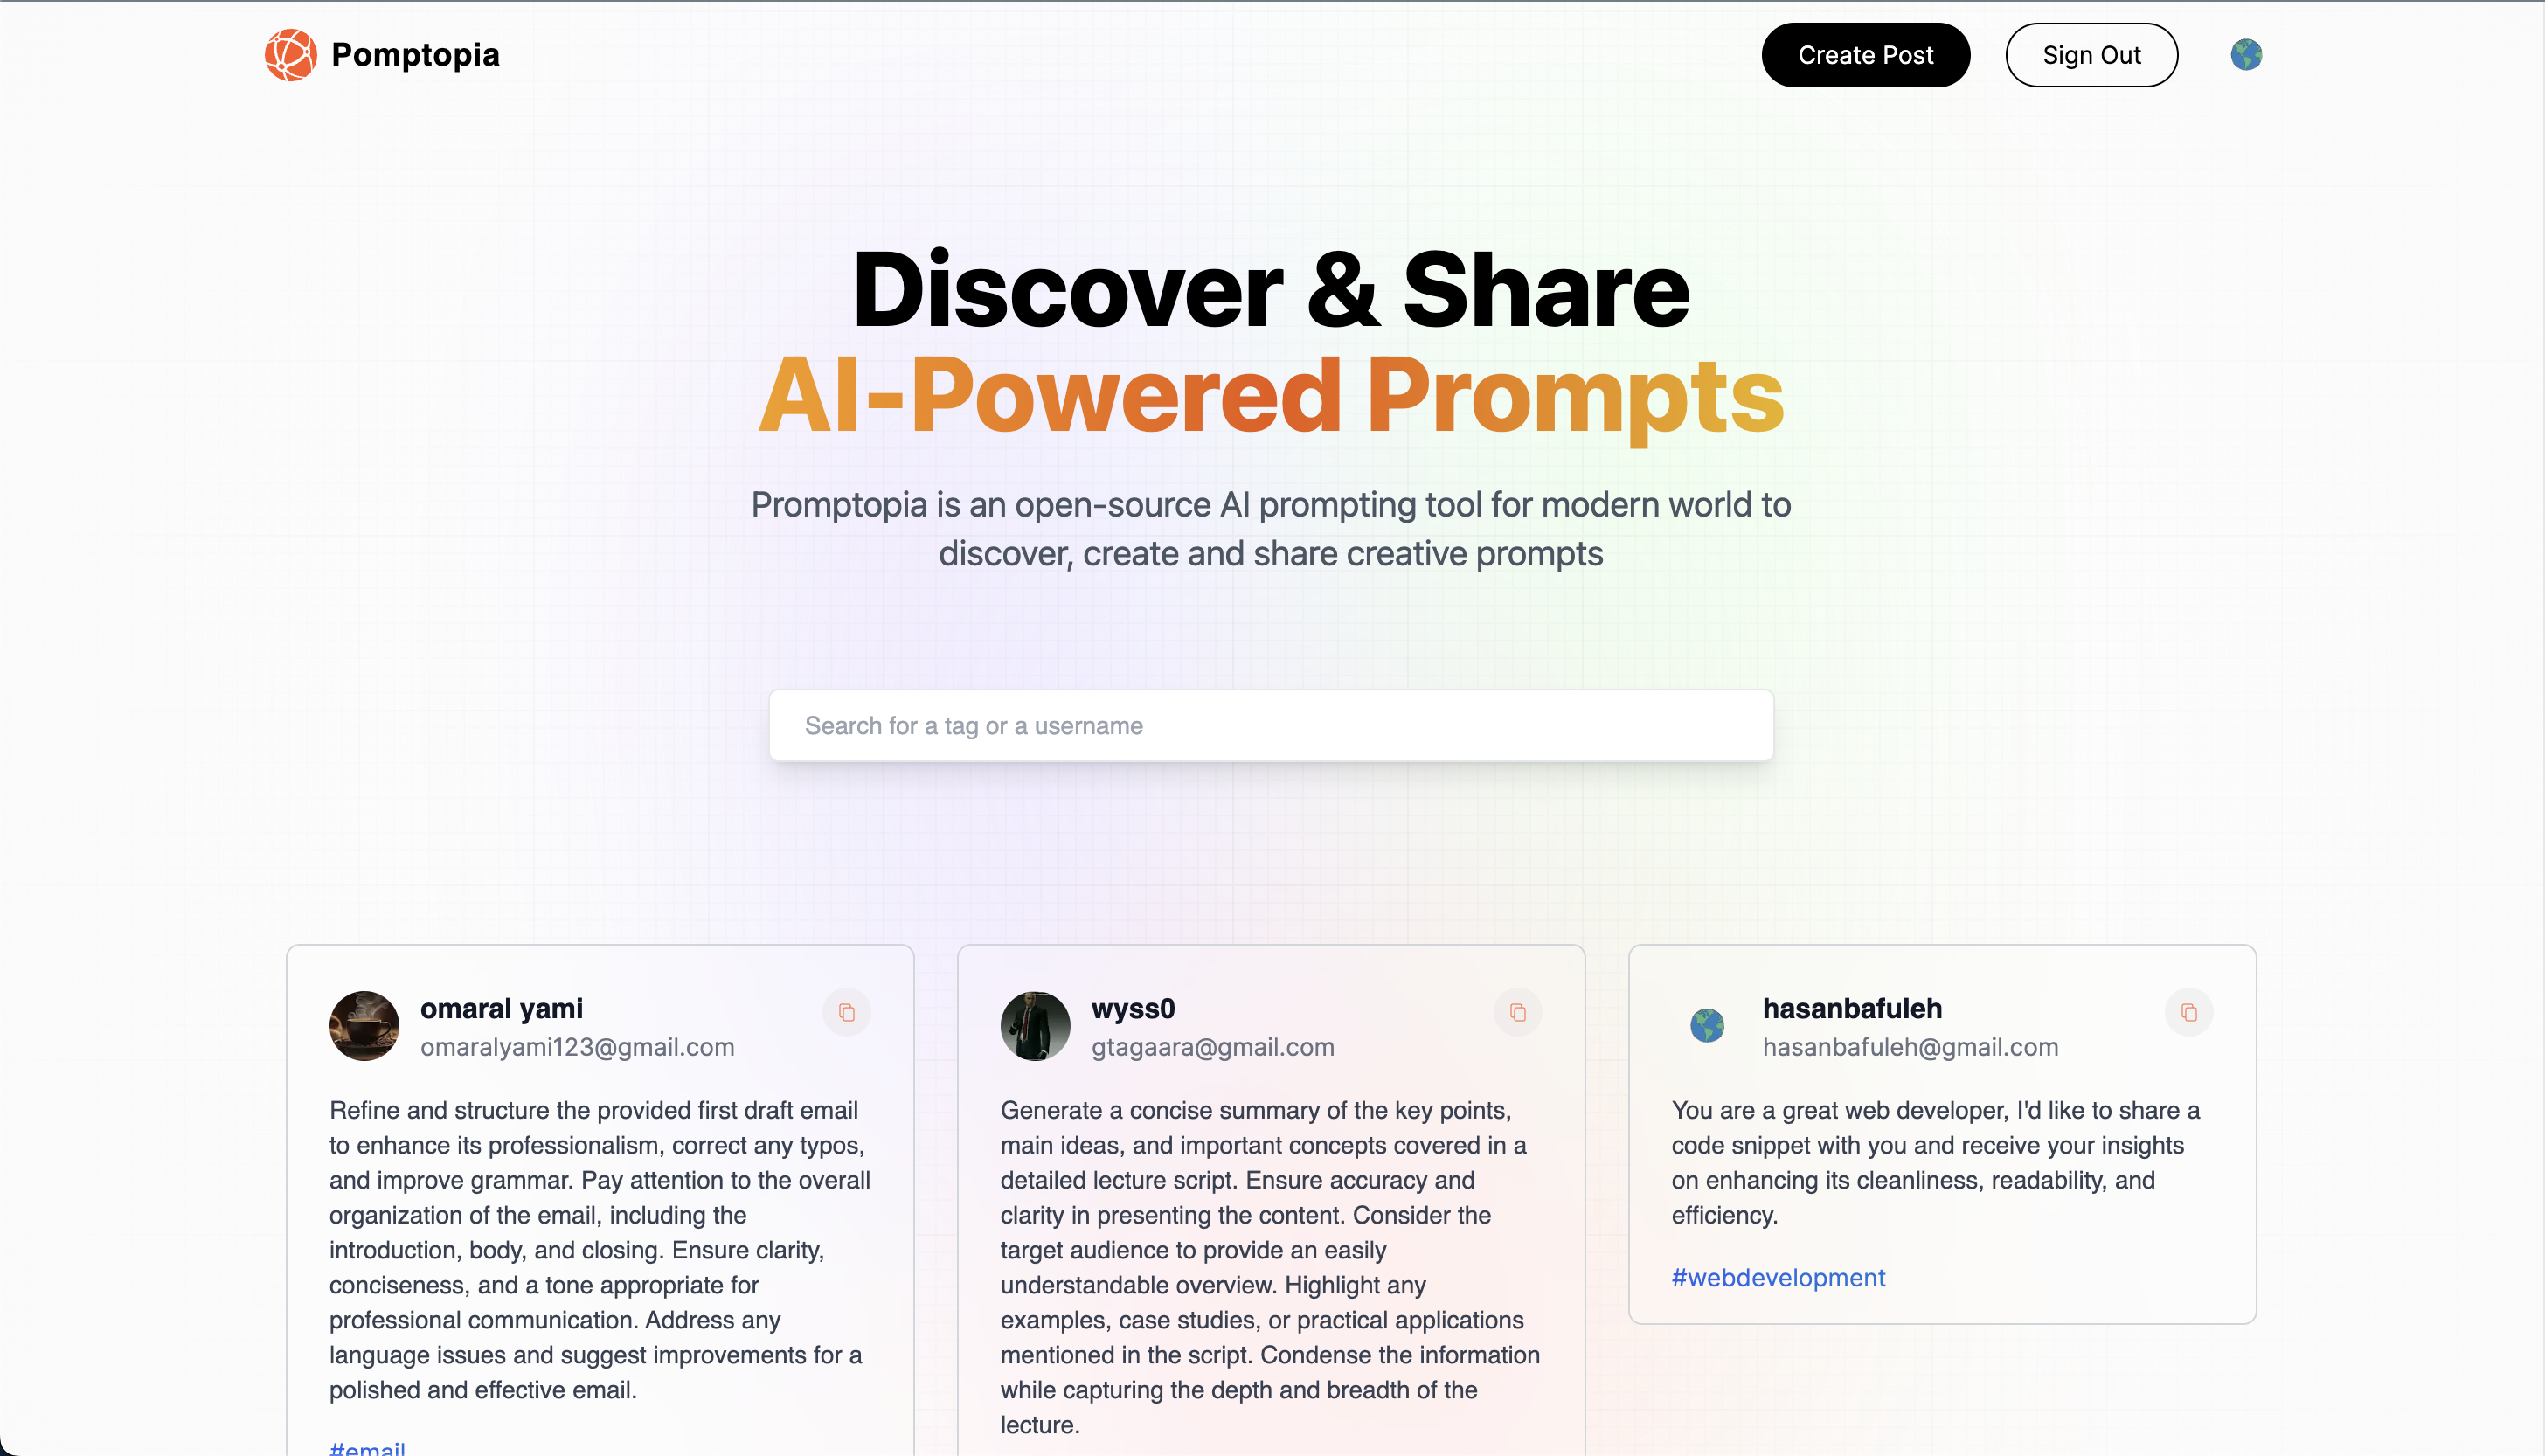 Pomptopia
Create Post
Sign Out
Discover & Share
AI-Powered Prompts
Promptopia is an open-source AI prompting tool for modern world to
discover, create and share creative prompts
Search for a tag or a username
omaral yami
omaralyami123@gmail.com
Refine and structure the provided first draft email
to enhance its professionalism, correct any typos,
and improve grammar. Pay attention to the overall
organization of the email, including the
introduction, body, and closing. Ensure clarity,
conciseness, and a tone appropriate for
professional communication. Address any
language issues and suggest improvements for a
polished and effective email.
#email
wyss0
gtagaara@gmail.com
Generate a concise summary of the key points,
main ideas, and important concepts covered in a
detailed lecture script. Ensure accuracy and
clarity in presenting the content. Consider the
target audience to provide an easily
understandable overview. Highlight any
examples, case studies, or practical applications
mentioned in the script. Condense the information
while capturing the depth and breadth of the
lecture.
hasanbafuleh
hasanbafuleh@gmail.com
You are a great web developer, I'd like to share a
code snippet with you and receive your insights
on enhancing its cleanliness, readability, and
efficiency.
#webdevelopment